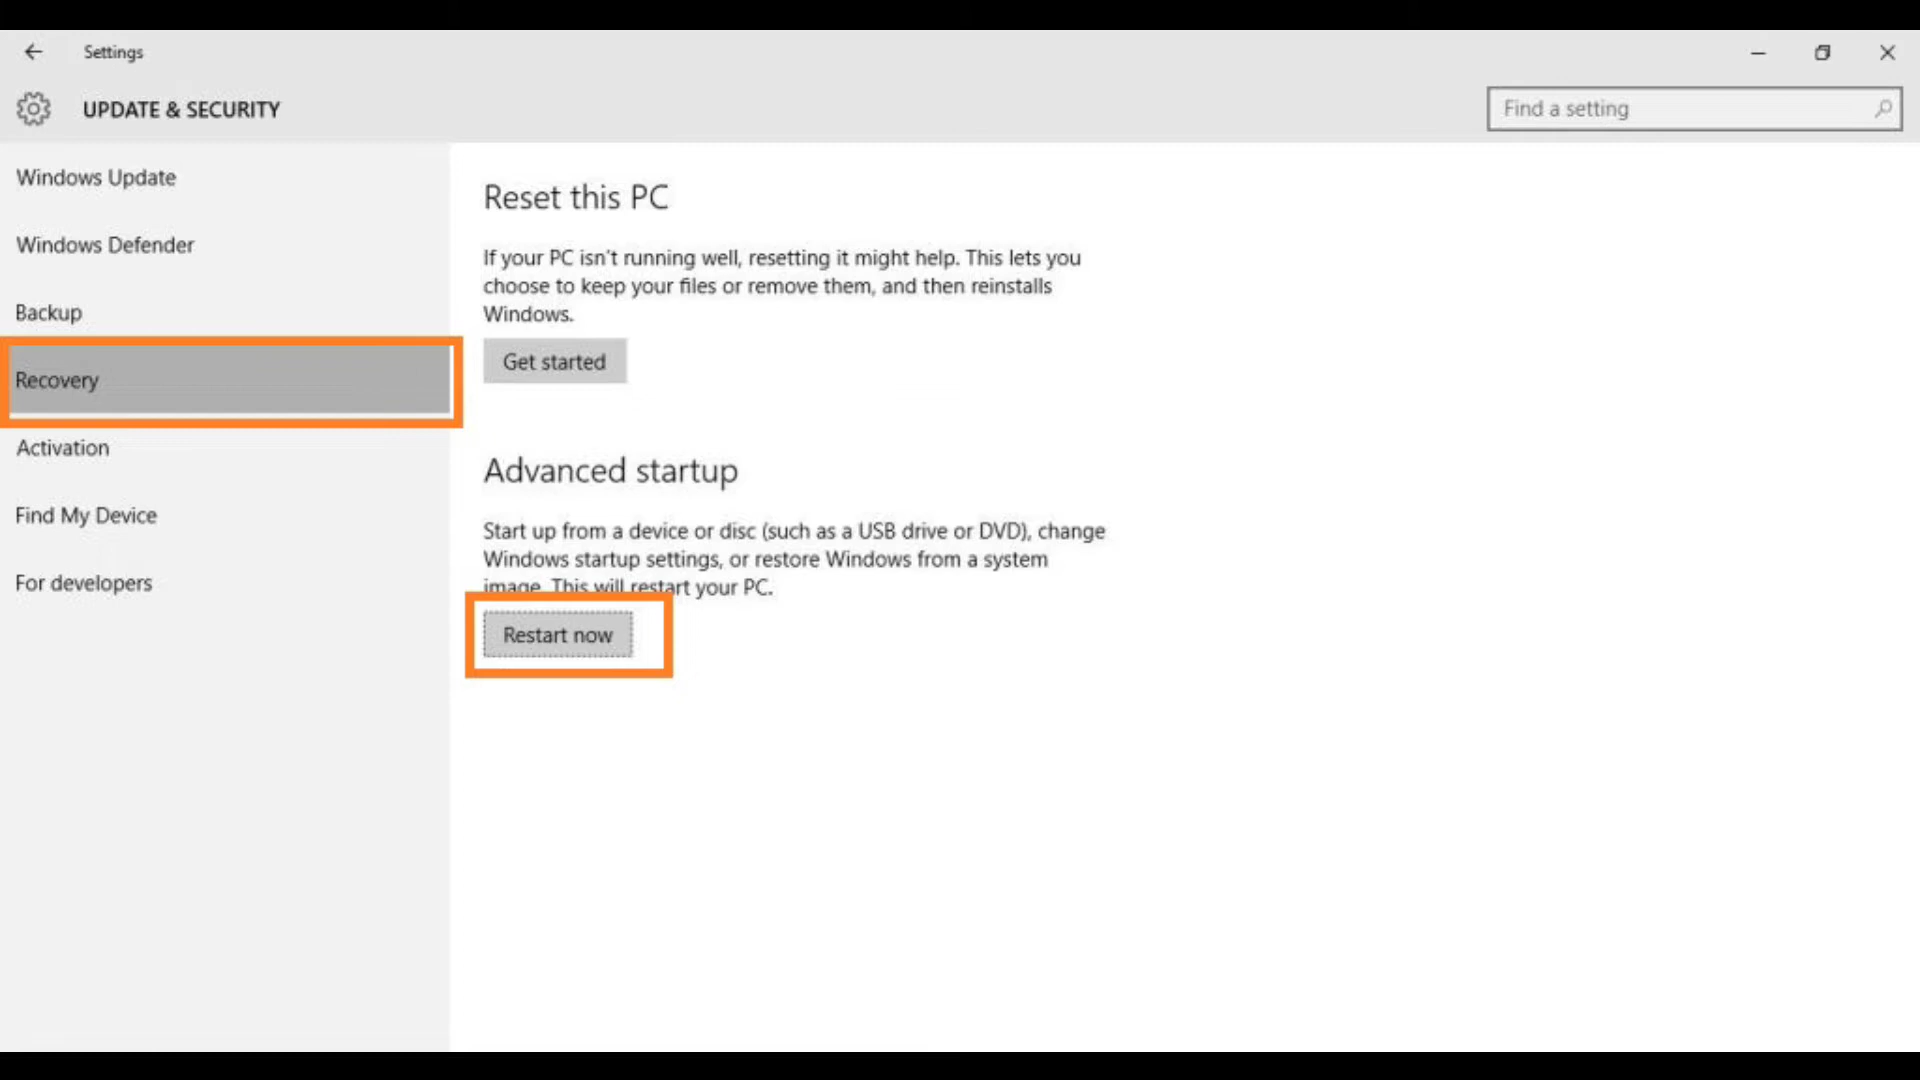 Settings
UPDATE & SECURITY
Find a setting
Windows Update
Windows Defender
Backup
Recovery
Activation
Find My Device
For developers
Reset this PC
If your PC isn't running well, resetting it might help. This lets you
choose to keep your files or remove them, and then reinstalls
Windows.
Get started
Advanced startup
Start up from a device or disc (such as a USB drive or DVD), change
Windows startup settings, or restore Windows from a system
image. This will restart your PC.
Restart now